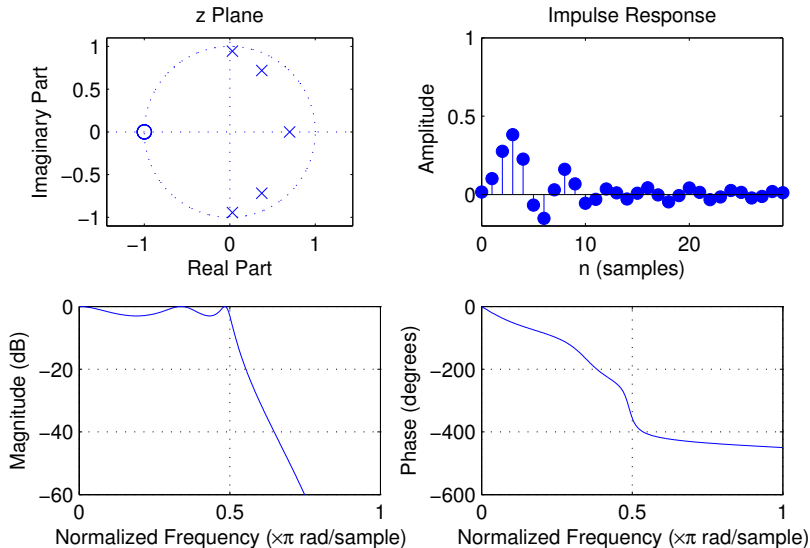 z Plane
1
0.5
0
−0.5
−1
Imaginary Part
−1
0
1
Real Part
Impulse Response
1
0.5
0
Amplitude
0
10
20
n (samples)
0
−20
−40
−60
Magnitude (dB)
0
0.5
1
Normalized Frequency (×π rad/sample)
0
−200
−400
−600
Phase (degrees)
0
0.5
1
Normalized Frequency (×π rad/sample)